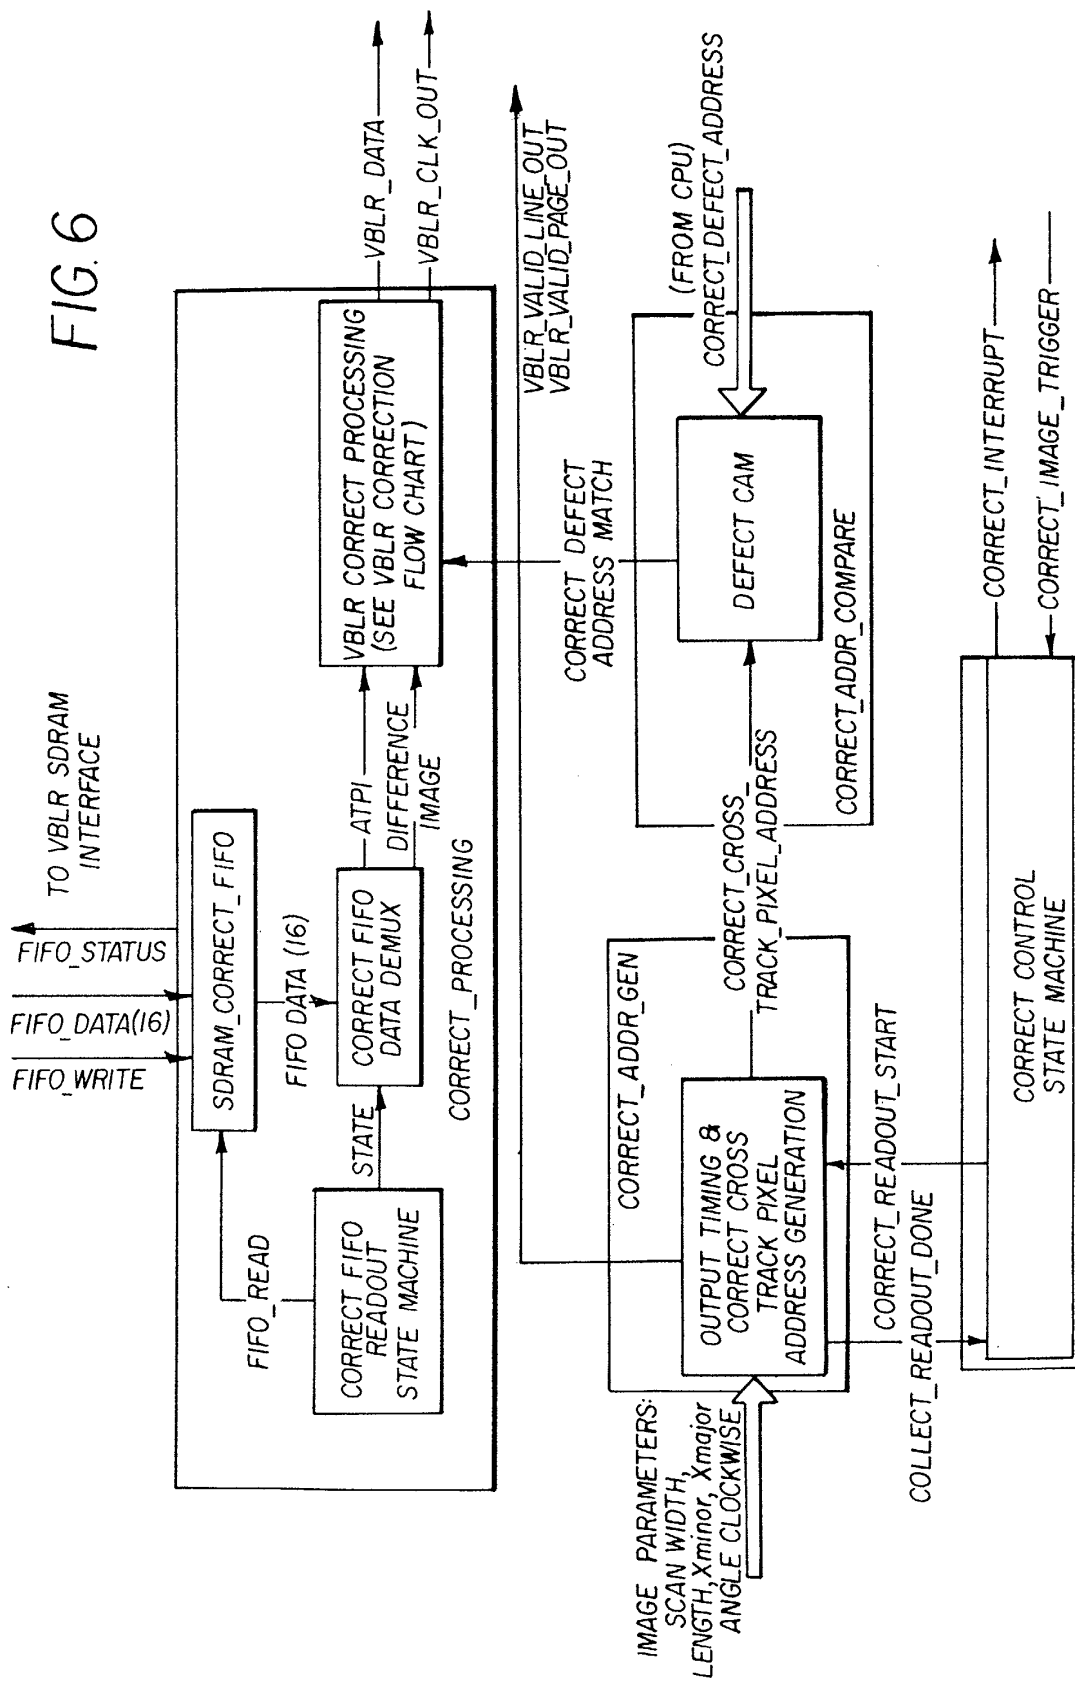 FIG. 6
TO VBLR SDRAM
INTERFACE
FIFO_STATUS
FIFO_DATA(16)
FIFO_WRITE
SDRAM_CORRECT_FIFO
FIFO_READ
FIFO DATA (16)
CORRECT FIFO
READOUT
STATE MACHINE
STATE
CORRECT FIFO
DATA DEMUX
ATPI
DIFFERENCE
IMAGE
VBLR CORRECT PROCESSING
(SEE VBLR CORRECTION
FLOW CHART)
CORRECT_PROCESSING
VBLR_DATA
VBLR_CLK_OUT
VBLR_VALID_LINE_OUT
VBLR_VALID_PAGE_OUT
CORRECT DEFECT
ADDRESS MATCH
(FROM CPU)
CORRECT_DEFECT_ADDRESS
DEFECT CAM
CORRECT_ADDR_COMPARE
CORRECT_CROSS_
TRACK_PIXEL_ADDRESS
CORRECT_ADDR_GEN
OUTPUT TIMING &
CORRECT CROSS
TRACK PIXEL
ADDRESS GENERATION
IMAGE PARAMETERS:
SCAN WIDTH,
LENGTH,Xminor, Xmajor
ANGLE CLOCKWISE
CORRECT_READOUT_START
COLLECT_READOUT_DONE
CORRECT CONTROL
STATE MACHINE
CORRECT_INTERRUPT
CORRECT_IMAGE_TRIGGER